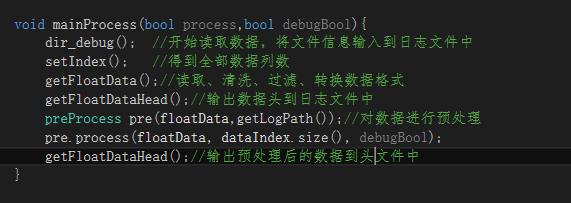 void mainProcess(bool process,bool debugBool){
dir_debug();  //开始读取数据，将文件信息输入到日志文件中
setIndex();   //得到全部数据列数
getFloatData();//读取、清洗、过滤、转换数据格式
getFloatDataHead();//输出数据头到日志文件中
preProcess pre(floatData,getLogPath());//对数据进行预处理
pre.process(floatData, dataIndex.size(), debugBool);
getFloatDataHead();//输出预处理后的数据到头文件中
}